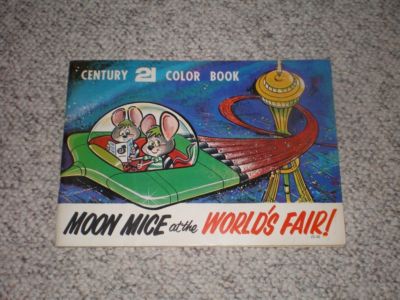 CENTURY 21 COLOR BOOK
MOON MICE at the WORLD'S FAIR!